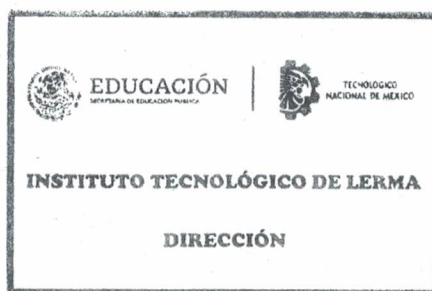 EDUCACIÓN
SECRETARÍA DE EDUCACIÓN PÚBLICA
TECNOLÓGICO
NACIONAL DE MÉXICO
INSTITUTO TECNOLÓGICO DE LERMA
DIRECCIÓN